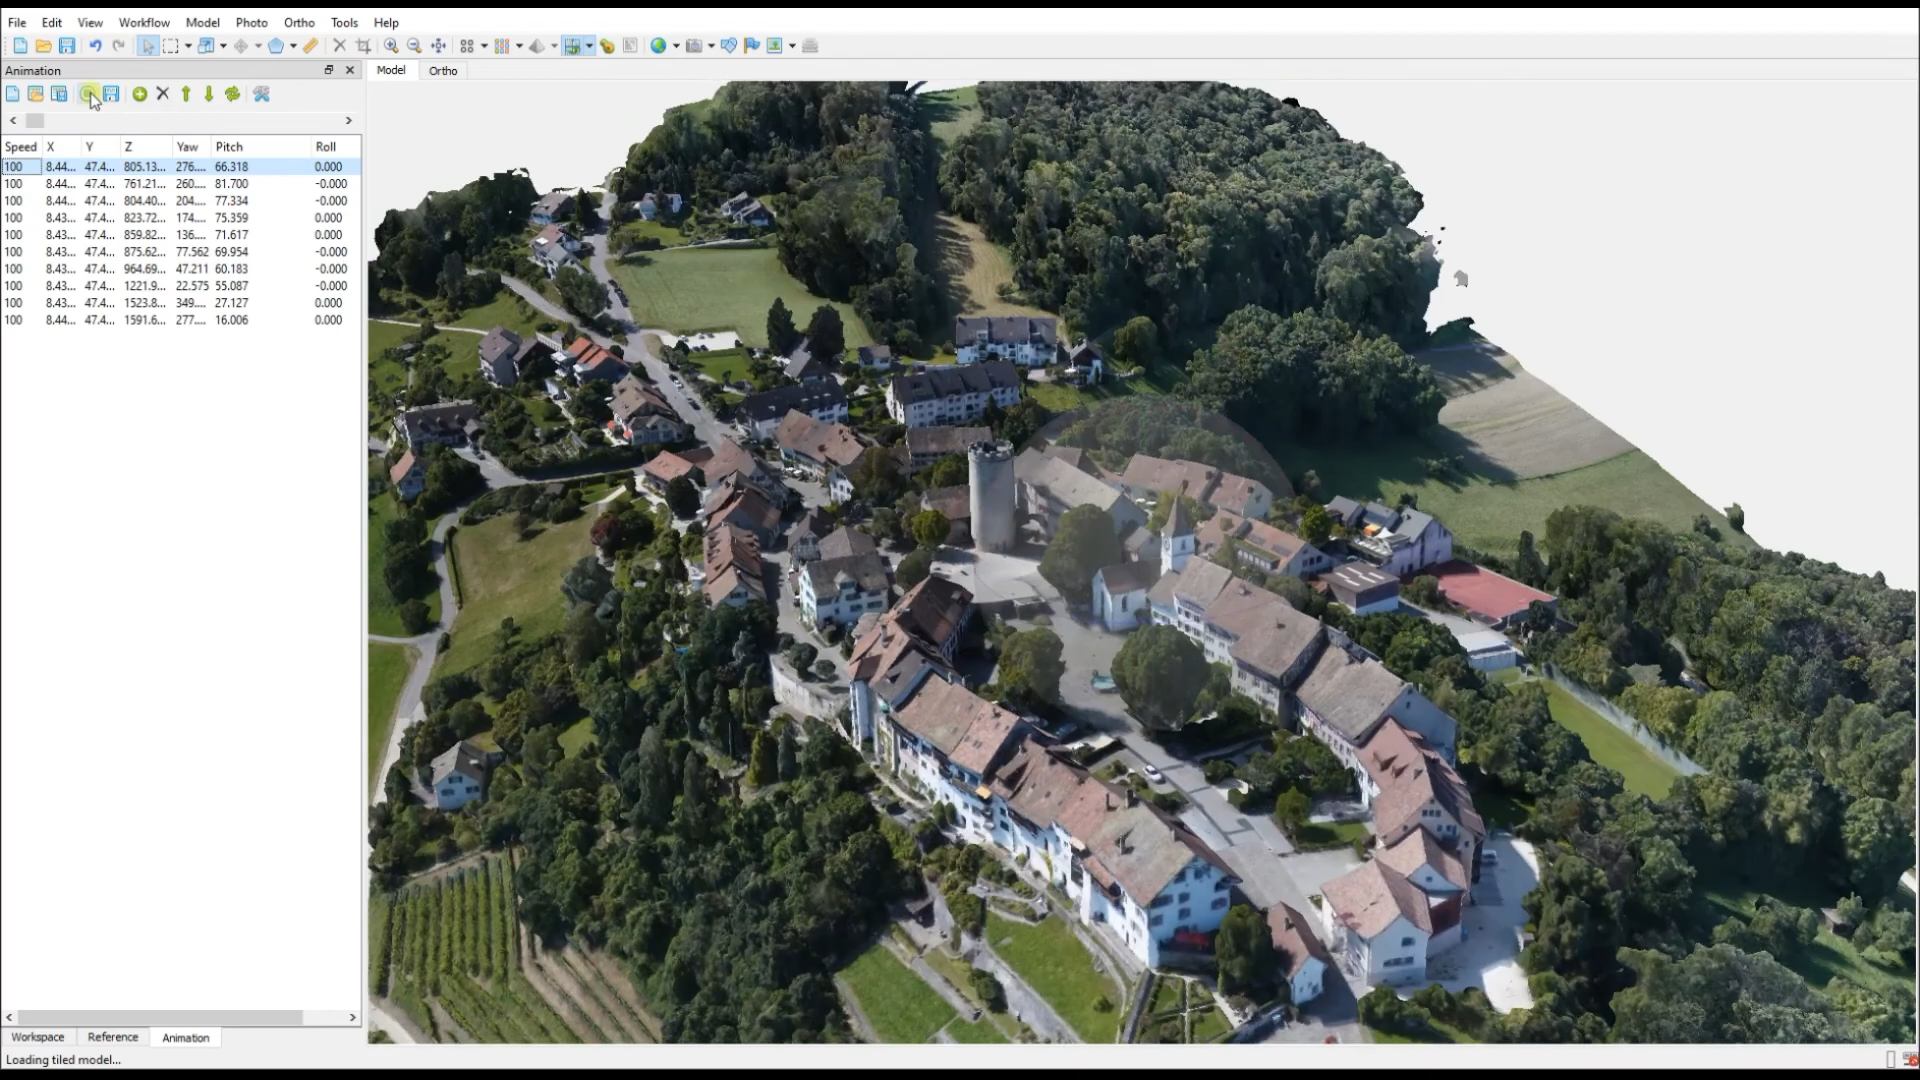 File Edit View Workflow Model Photo Ortho Tools Help
Animation
Model Ortho
Speed X Y Z Yaw Pitch Roll
100 8.44... 47.4... 805.13... 276.... 66.318 0.000
100 8.44... 47.4... 761.21... 260.... 81.700 -0.000
100 8.44... 47.4... 804.40... 204.... 77.334 -0.000
100 8.43... 47.4... 823.72... 174.... 75.359 0.000
100 8.43... 47.4... 859.82... 136.... 71.617 0.000
100 8.43... 47.4... 875.62... 77.562 69.954 -0.000
100 8.43... 47.4... 964.69... 47.211 60.183 -0.000
100 8.43... 47.4... 1221.9... 22.575 55.087 -0.000
100 8.43... 47.4... 1523.8... 349.... 27.127 0.000
100 8.44... 47.4... 1591.6... 277.... 16.006 0.000
Workspace Reference Animation
Loading tiled model...